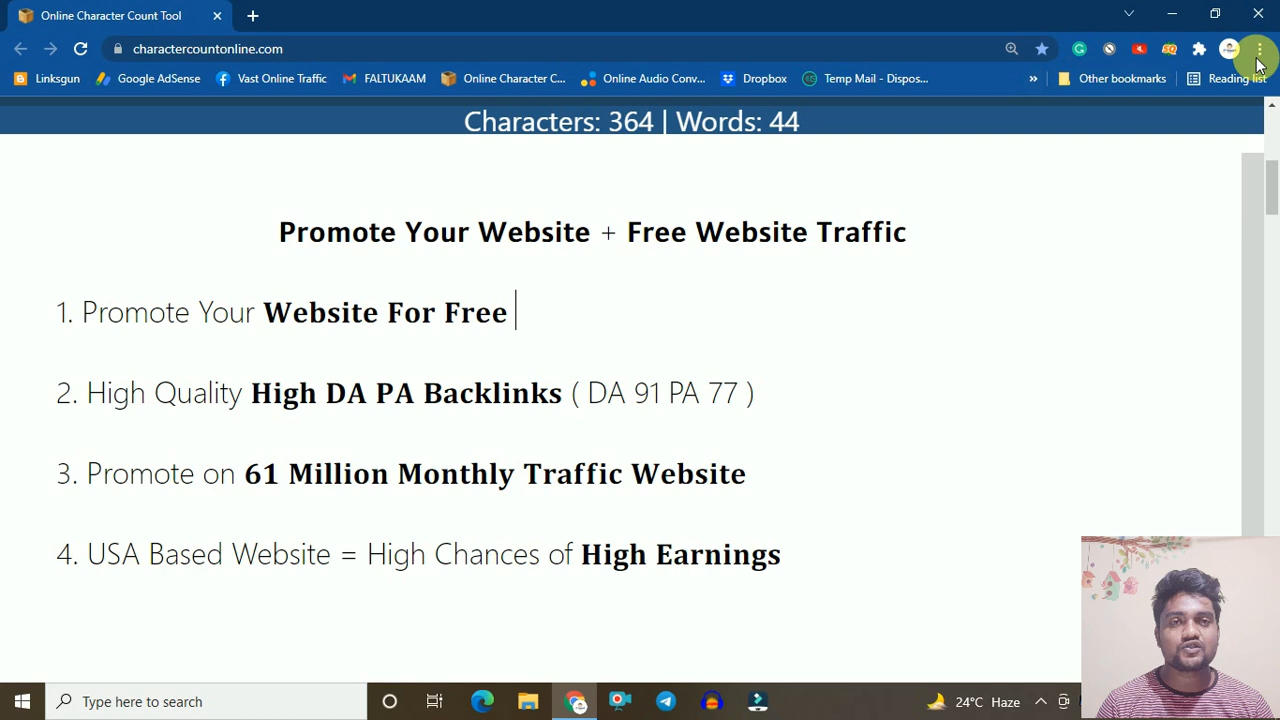 Online Character Count Tool
charactercountonline.com
Linksgun
Google AdSense
Vast Online Traffic
FALTUKAAM
Online Character C...
Online Audio Conv...
Dropbox
Temp Mail - Dispos...
»
Other bookmarks
Reading list
Characters: 364 | Words: 44
Promote Your Website + Free Website Traffic
1. Promote Your Website For Free
2. High Quality High DA PA Backlinks ( DA 91 PA 77 )
3. Promote on 61 Million Monthly Traffic Website
4. USA Based Website = High Chances of High Earnings
Type here to search
24°C Haze